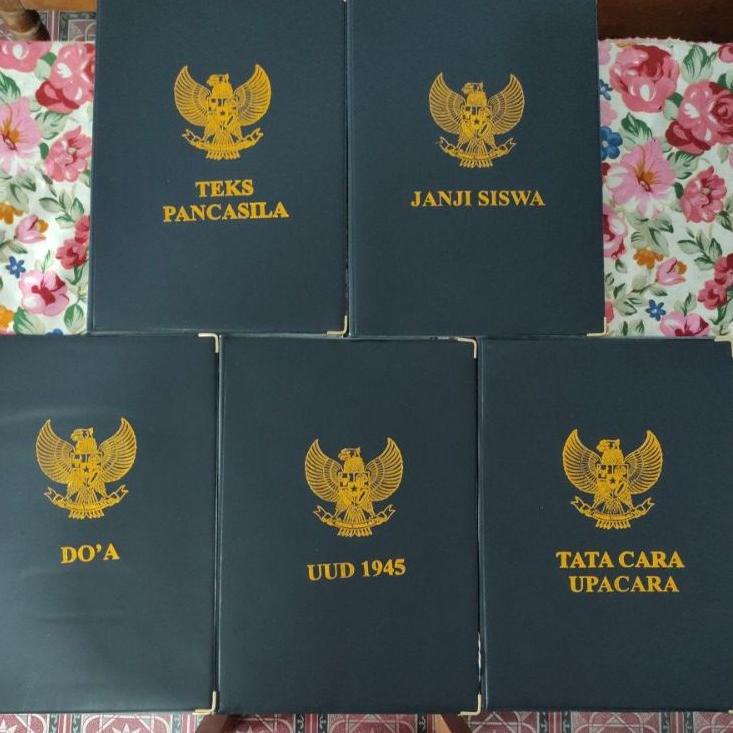 TEKS
PANCASILA
JANJI SISWA
DO'A
UUD 1945
TATA CARA
UPACARA